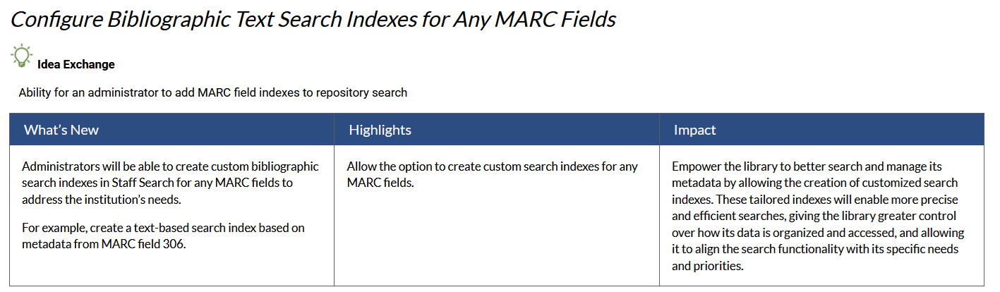 Configure Bibliographic Text Search Indexes for Any MARC Fields
Idea Exchange
Ability for an administrator to add MARC field indexes to repository search
What's New
Highlights
Impact
Administrators will be able to create custom bibliographic
search indexes in Staff Search for any MARC fields to
address the institution's needs.
For example, create a text-based search index based on
metadata from MARC field 306.
Allow the option to create custom search indexes for any
MARC fields.
Empower the library to better search and manage its
metadata by allowing the creation of customized search
indexes. These tailored indexes will enable more precise
and efficient searches, giving the library greater control
over how its data is organized and accessed, and allowing
it to align the search functionality with its specific needs
and priorities.